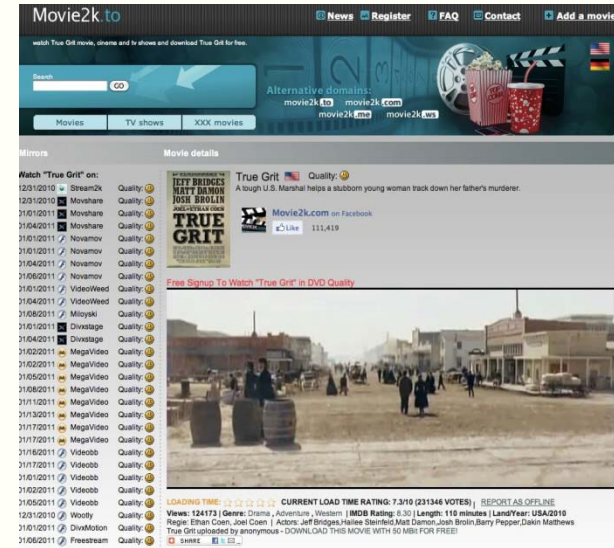 Movie2k.to
News Register FAQ Contact Add a movie
watch True Grit movie, cinema and tv shows and download True Grit for free.
Search
GO
Alternative domains:
movie2k.to movie2k.com
movie2k.me movie2k.ws
Movies TV shows XXX movies
Mirrors
Movie details
Watch "True Grit" on:
12/31/2010 Stream2k Quality:
12/31/2010 Movshare Quality:
01/01/2011 Movshare Quality:
01/04/2011 Movshare Quality:
01/01/2011 Novamov Quality:
01/01/2011 Novamov Quality:
01/04/2011 Novamov Quality:
01/06/2011 Novamov Quality:
01/01/2011 VideoWeed Quality:
01/04/2011 VideoWeed Quality:
01/08/2011 Miloyski Quality:
01/01/2011 Divxstage Quality:
01/04/2011 Divxstage Quality:
01/02/2011 MegaVideo Quality:
01/02/2011 MegaVideo Quality:
01/05/2011 MegaVideo Quality:
01/08/2011 MegaVideo Quality:
01/11/2011 MegaVideo Quality:
01/13/2011 MegaVideo Quality:
01/17/2011 MegaVideo Quality:
01/17/2011 MegaVideo Quality:
01/16/2011 Videobb Quality:
01/17/2011 Videobb Quality:
01/01/2011 Videobb Quality:
01/02/2011 Videobb Quality:
01/05/2011 Videobb Quality:
12/31/2010 Wootly Quality:
01/01/2011 DivxMotion Quality:
01/06/2011 Freestream Quality:
JEFF BRIDGES
MATT DAMON
JOSH BROLIN
TRUE
GRIT
True Grit Quality:
A tough U.S. Marshal helps a stubborn young woman track down her father's murderer.
Movie2k.com on Facebook
Like 111,419
Free Signup To Watch "True Grit" in DVD Quality
LOADING TIME: CURRENT LOAD TIME RATING: 7.3/10 (231346 VOTES) | REPORT AS OFFLINE
Views: 124173 | Genre: Drama , Adventure , Western | IMDB Rating: 8.30 | Length: 110 minutes | Land/Year: USA/2010
Regie: Ethan Coen, Joel Coen | Actors: Jeff Bridges,Hailee Steinfeld,Matt Damon,Josh Brolin,Barry Pepper,Dakin Matthews
True Grit uploaded by anonymous - DOWNLOAD THIS MOVIE WITH 50 MBit FOR FREE!
SHARE